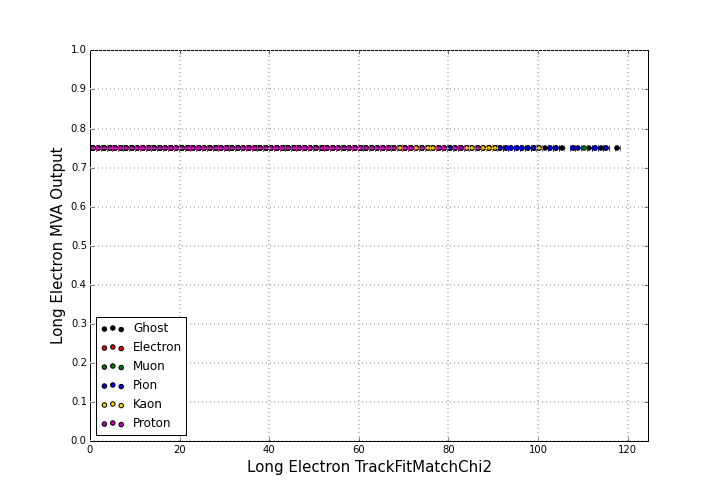 1.0
0.9
0.8
0.7
0.6
0.5
0.4
0.3
0.2
0.1
0.0
Long Electron MVA Output
Ghost
Electron
Muon
Pion
Kaon
Proton
0 20 40 60 80 100 120
Long Electron TrackFitMatchChi2